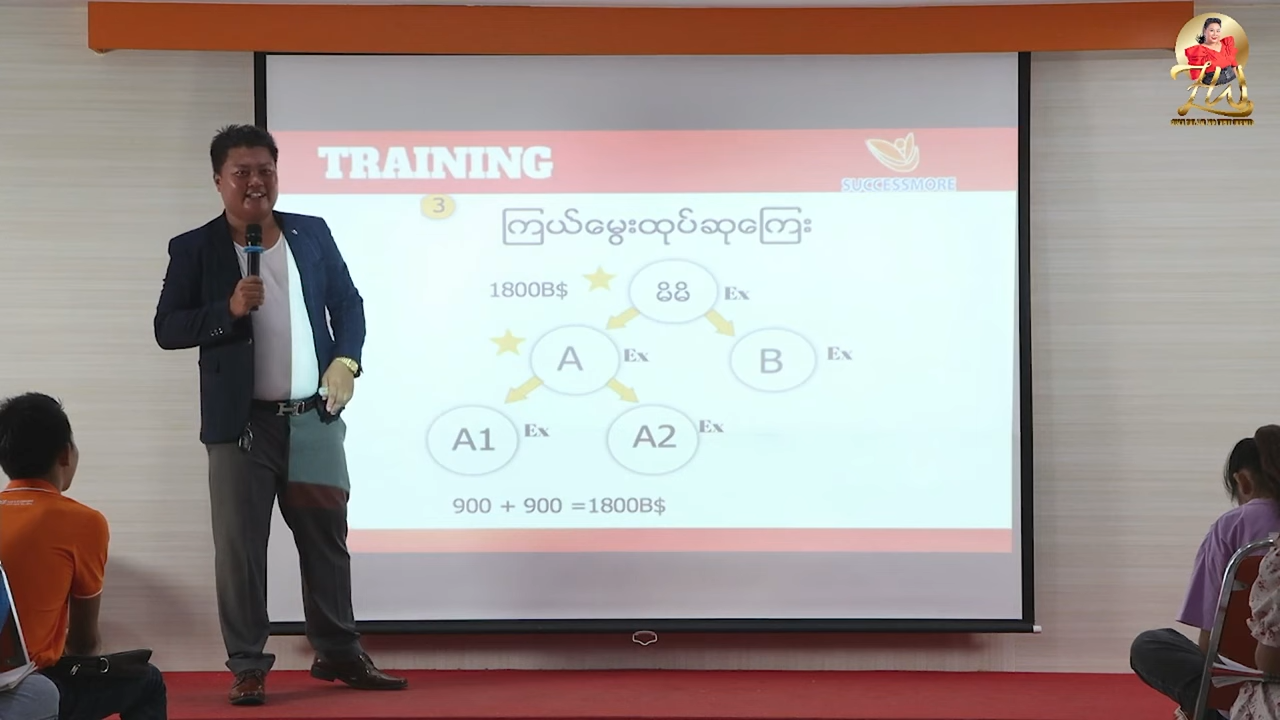 TRAINING
SUCCESSMORE
3
ကြယ်မွေးထုပ်ဆုကြေး
1800B$
မိမိ Ex
A Ex
B Ex
A1 Ex
A2 Ex
900 + 900 =1800B$